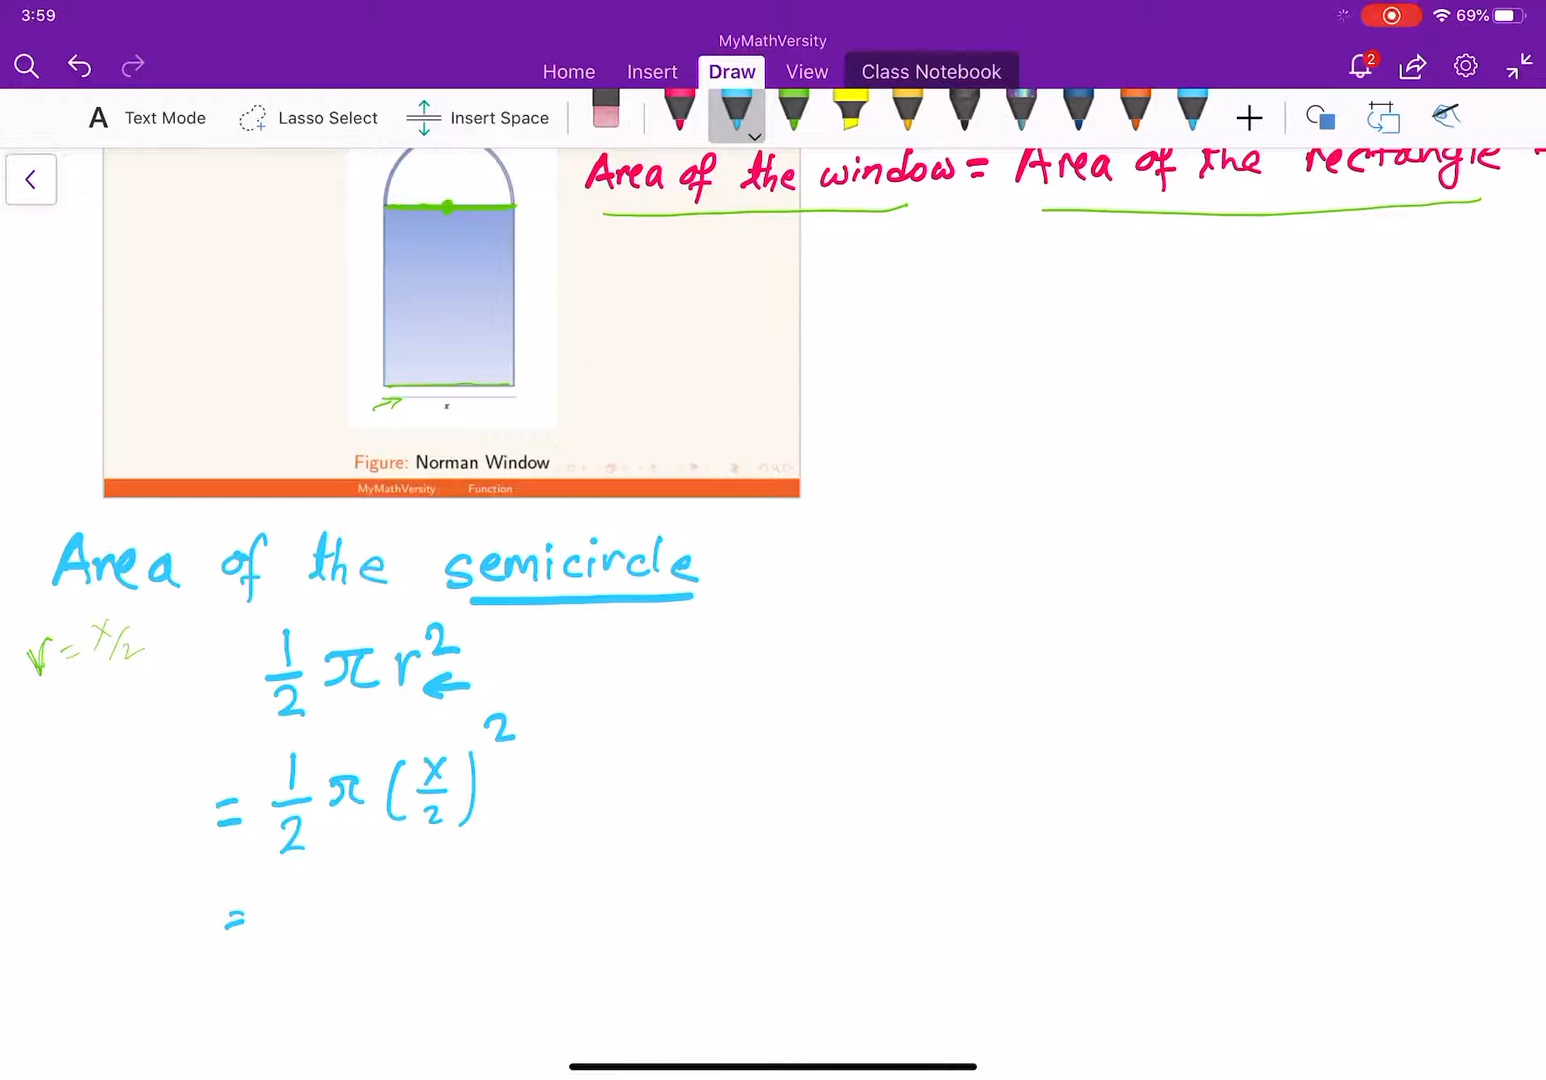 3:59
69%
MyMathVersity
2
Home Insert Draw View Class Notebook
A Text Mode Lasso Select Insert Space
Area of the window = Area of the rectangle
x
Figure: Norman Window
MyMathVersity Function
Area of the semicircle
r = x/2
1/2 π r²
= 1/2 π (x/2)²
=